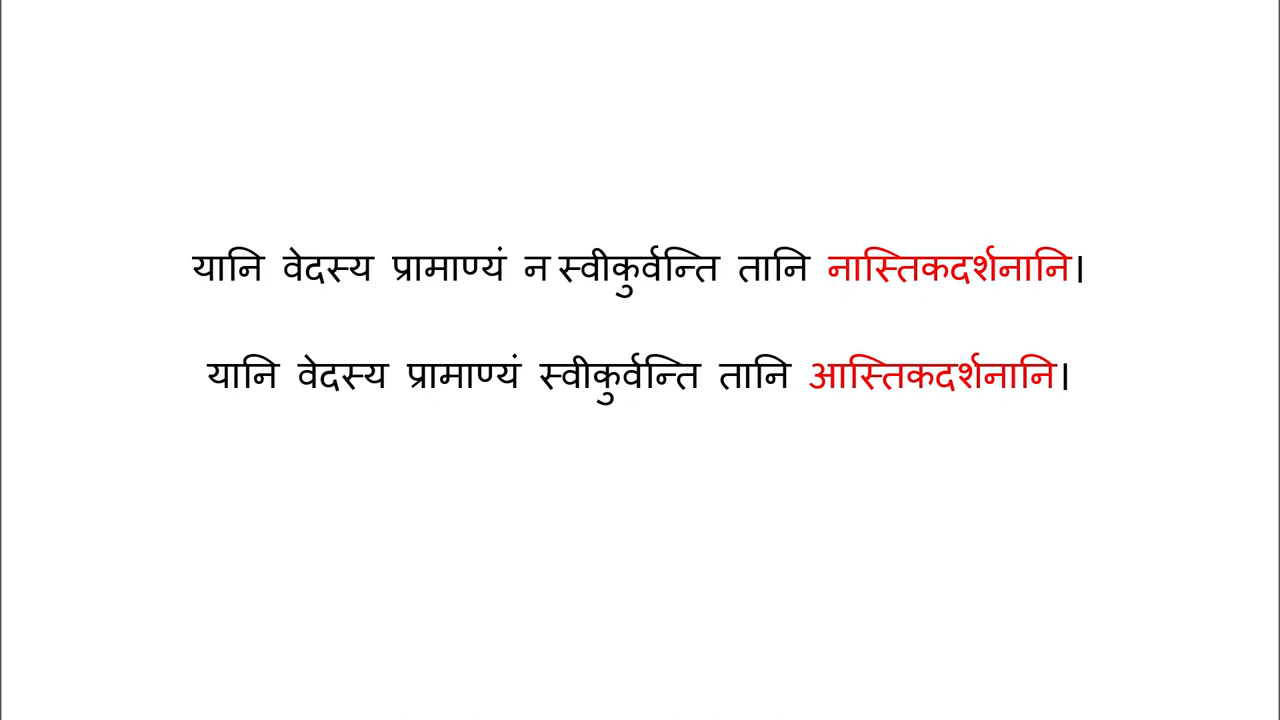 यानि वेदस्य प्रामाण्यं न स्वीकुर्वन्ति तानि नास्तिकदर्शनानि।
यानि वेदस्य प्रामाण्यं स्वीकुर्वन्ति तानि आस्तिकदर्शनानि।